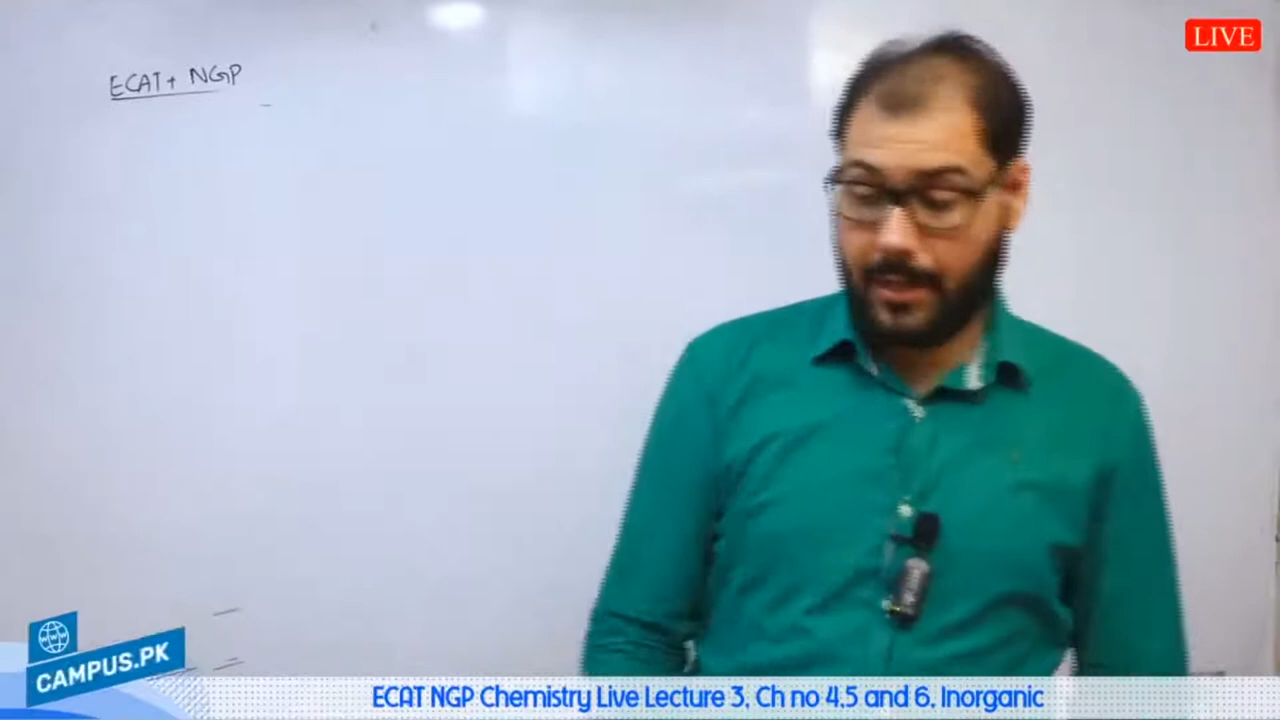 LIVE
ECAT+ NGP
CAMPUS.PK
ECAT NGP Chemistry Live Lecture 3, Ch no 4,5 and 6, Inorganic